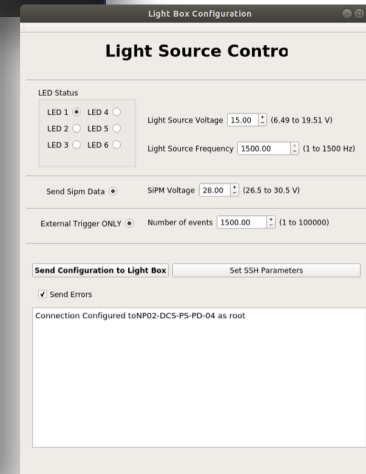 Light Box Configuration
Light Source Contro
LED Status
LED 1 LED 4
LED 2 LED 5
LED 3 LED 6
Light Source Voltage 15.00 (6.49 to 19.51 V)
Light Source Frequency 1500.00 (1 to 1500 Hz)
Send Sipm Data
SiPM Voltage 28.00 (26.5 to 30.5 V)
External Trigger ONLY
Number of events 1500.00 (1 to 100000)
Send Configuration to Light Box
Set SSH Parameters
Send Errors
Connection Configured toNP02-DCS-PS-PD-04 as root